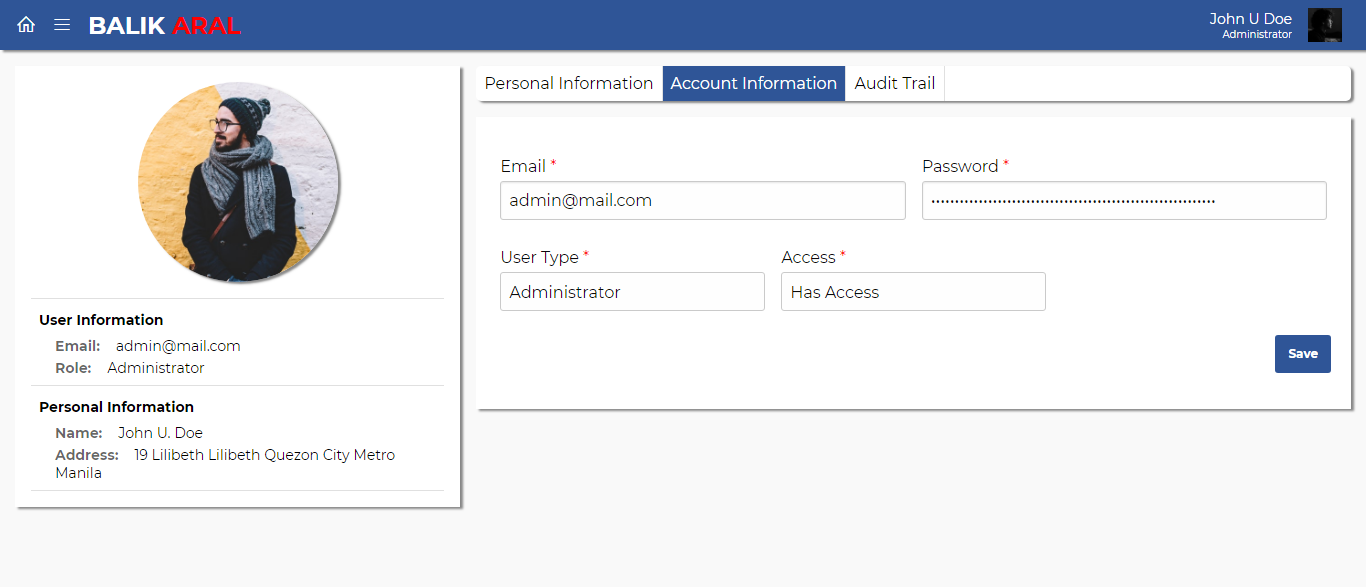 BALIK ARAL
John U Doe
Administrator
Personal Information
Account Information
Audit Trail
User Information
Email: admin@mail.com
Role: Administrator
Personal Information
Name: John U. Doe
Address: 19 Lilibeth Lilibeth Quezon City Metro
Manila
Email *
admin@mail.com
Password *
User Type *
Administrator
Access *
Has Access
Save